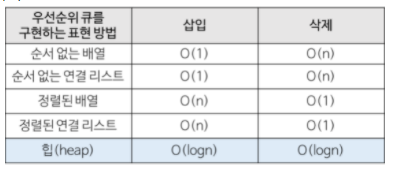 우선순위 큐를
구현하는 표현 방법 삽입 삭제
순서 없는 배열 O(1) O(n)
순서 없는 연결 리스트 O(1) O(n)
정렬된 배열 O(n) O(1)
정렬된 연결 리스트 O(n) O(1)
힙(heap) O(logn) O(logn)